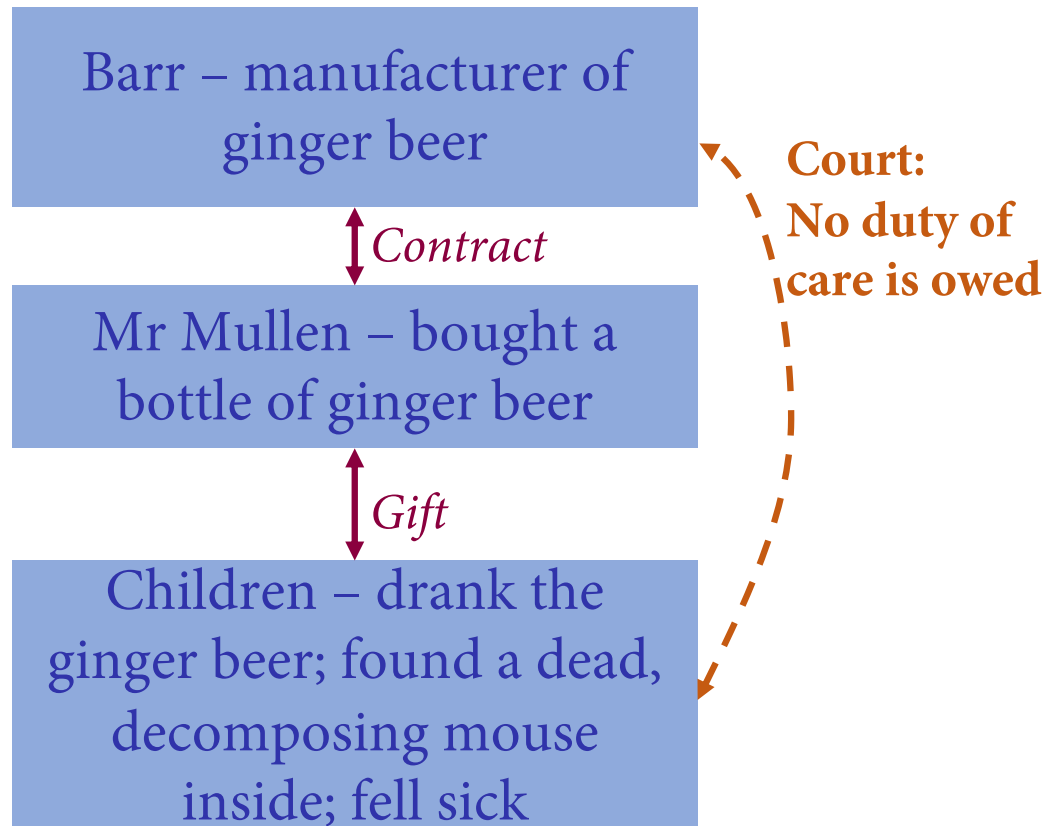 Barr – manufacturer of
ginger beer
Court:
No duty of
care is owed
Contract
Mr Mullen – bought a
bottle of ginger beer
Gift
Children – drank the
ginger beer; found a dead,
decomposing mouse
inside; fell sick